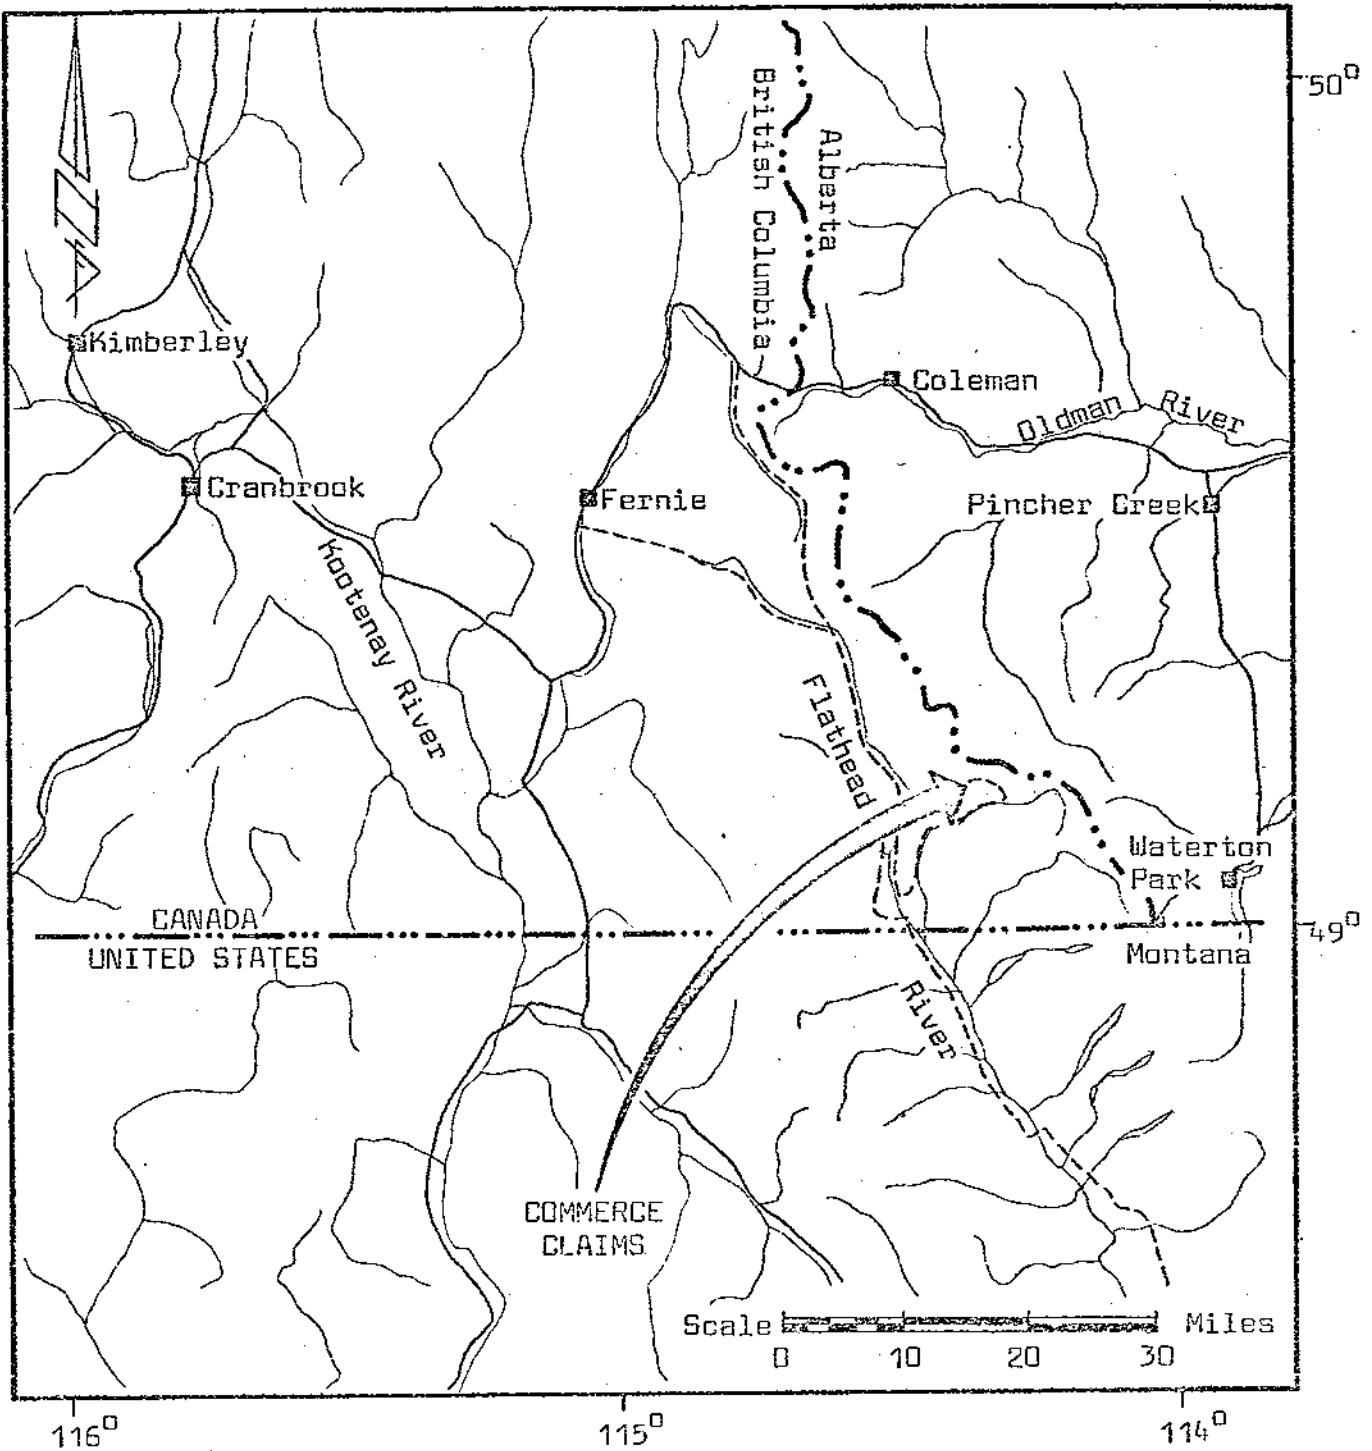 50°
British Columbia
Alberta
N
Kimberley
Coleman
Oldman River
Cranbrook
Fernie
Pincher Creek
Kootenay River
Flathead
Waterton
Park
CANADA
49°
UNITED STATES
Montana
River
COMMERCE
CLAIMS
Scale Miles
0 10 20 30
116° 115° 114°